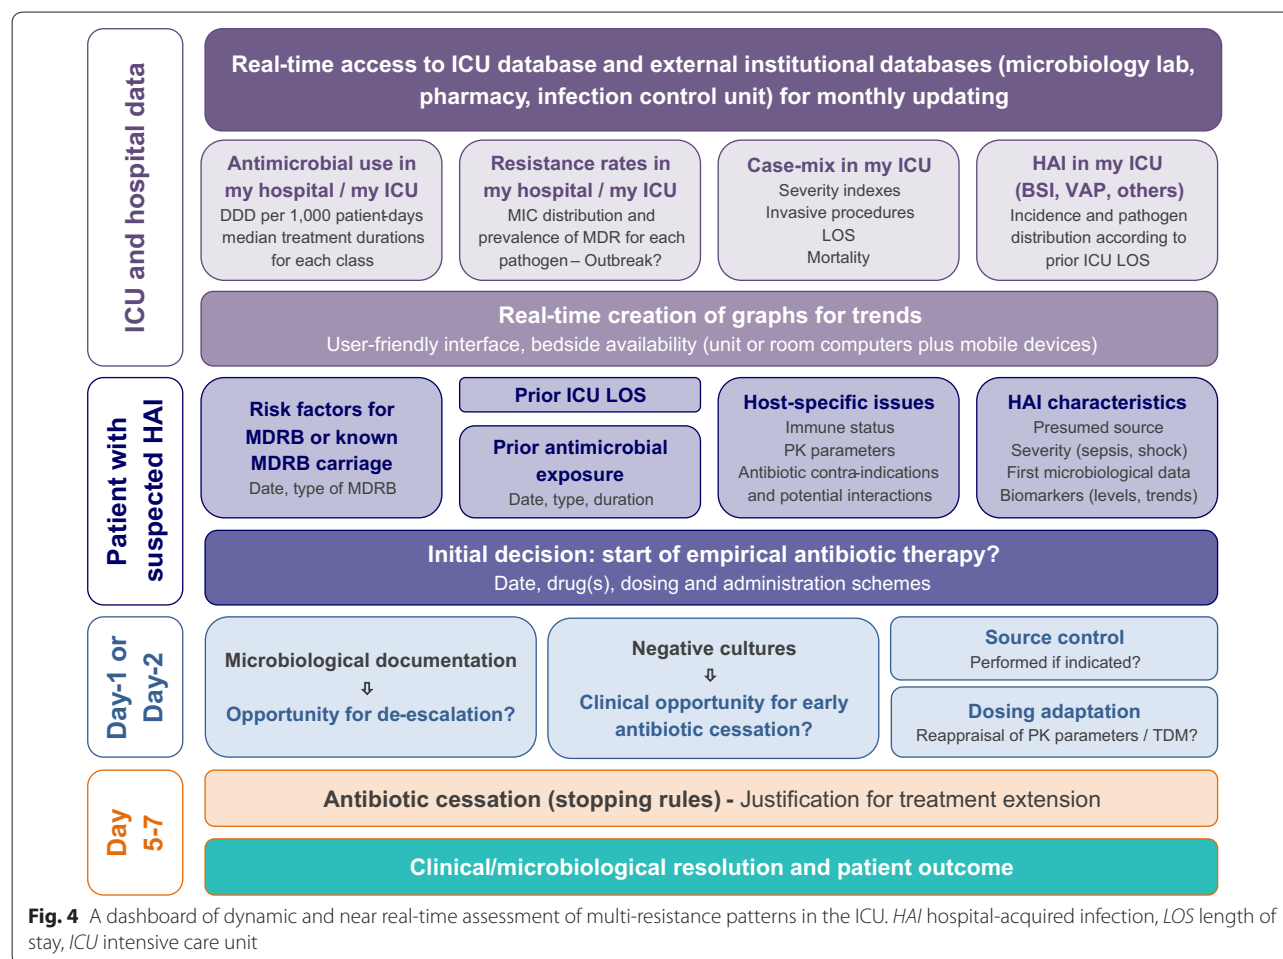 ICU and hospital data
Real-time access to ICU database and external institutional databases (microbiology lab,
pharmacy, infection control unit) for monthly updating
Antimicrobial use in
my hospital / my ICU
DDD per 1,000 patient-days
median treatment durations
for each class
Resistance rates in
my hospital / my ICU
MIC distribution and
prevalence of MDR for each
pathogen – Outbreak?
Case-mix in my ICU
Severity indexes
Invasive procedures
LOS
Mortality
HAI in my ICU
(BSI, VAP, others)
Incidence and pathogen
distribution according to
prior ICU LOS
Real-time creation of graphs for trends
User-friendly interface, bedside availability (unit or room computers plus mobile devices)
Patient with
suspected HAI
Risk factors for
MDRB or known
MDRB carriage
Date, type of MDRB
Prior ICU LOS
Prior antimicrobial
exposure
Date, type, duration
Host-specific issues
Immune status
PK parameters
Antibiotic contra-indications
and potential interactions
HAI characteristics
Presumed source
Severity (sepsis, shock)
First microbiological data
Biomarkers (levels, trends)
Initial decision: start of empirical antibiotic therapy?
Date, drug(s), dosing and administration schemes
Day-1 or
Day-2
Microbiological documentation
⇩
Opportunity for de-escalation?
Negative cultures
⇩
Clinical opportunity for early
antibiotic cessation?
Source control
Performed if indicated?
Dosing adaptation
Reappraisal of PK parameters / TDM?
Day
5-7
Antibiotic cessation (stopping rules) - Justification for treatment extension
Clinical/microbiological resolution and patient outcome
Fig. 4 A dashboard of dynamic and near real-time assessment of multi-resistance patterns in the ICU. HAI hospital-acquired infection, LOS length of
stay, ICU intensive care unit